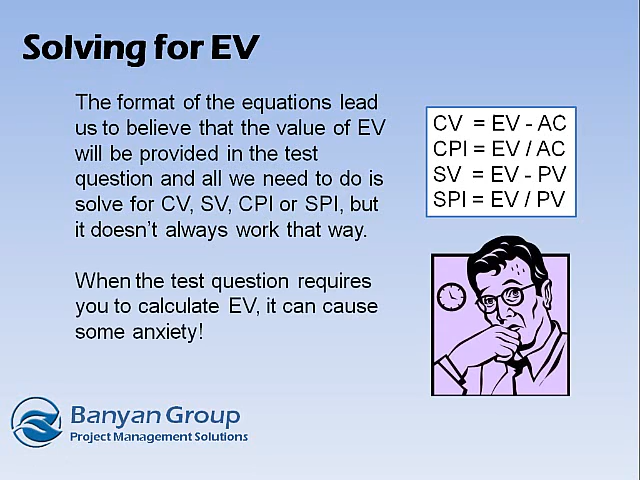 Solving for EV
The format of the equations lead
us to believe that the value of EV
will be provided in the test
question and all we need to do is
solve for CV, SV, CPI or SPI, but
it doesn't always work that way.
When the test question requires
you to calculate EV, it can cause
some anxiety!
CV = EV - AC
CPI = EV / AC
SV = EV - PV
SPI = EV / PV
Banyan Group
Project Management Solutions